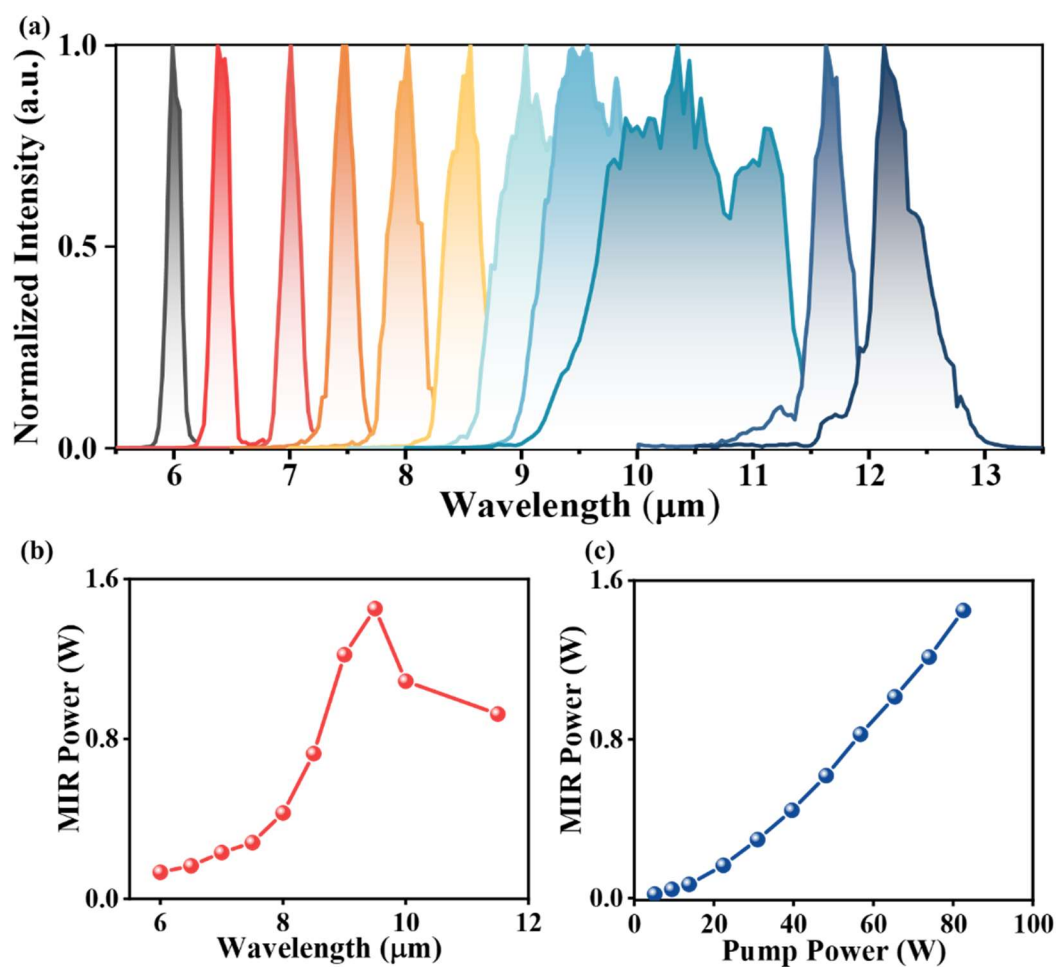 (a)
Normalized Intensity (a.u.)
1.0
0.5
0.0
6 7 8 9 10 11 12 13
Wavelength (μm)
(b)
MIR Power (W)
1.6
0.8
0.0
6 8 10 12
Wavelength (μm)
(c)
MIR Power (W)
1.6
0.8
0.0
0 20 40 60 80 100
Pump Power (W)